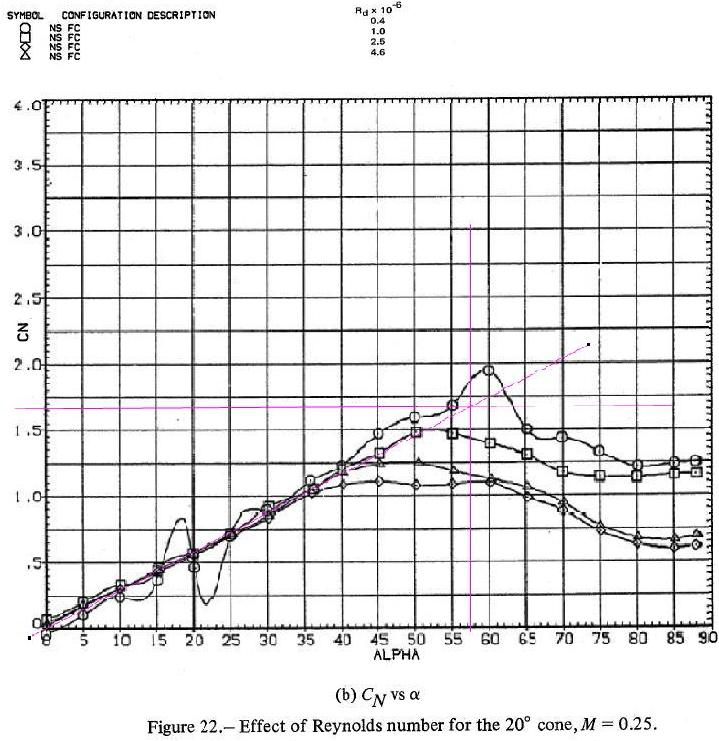 SYMBOL CONFIGURATION DESCRIPTION
NS FC
NS FC
NS FC
NS FC
Rd × 10-6
0.4
1.0
2.5
4.6
4.0
3.5
3.0
2.5
2.0
1.5
1.0
.5
0
CN
0 5 10 15 20 25 30 35 40 45 50 55 60 65 70 75 80 85 90
ALPHA
(b) CN vs α
Figure 22.– Effect of Reynolds number for the 20° cone, M = 0.25.